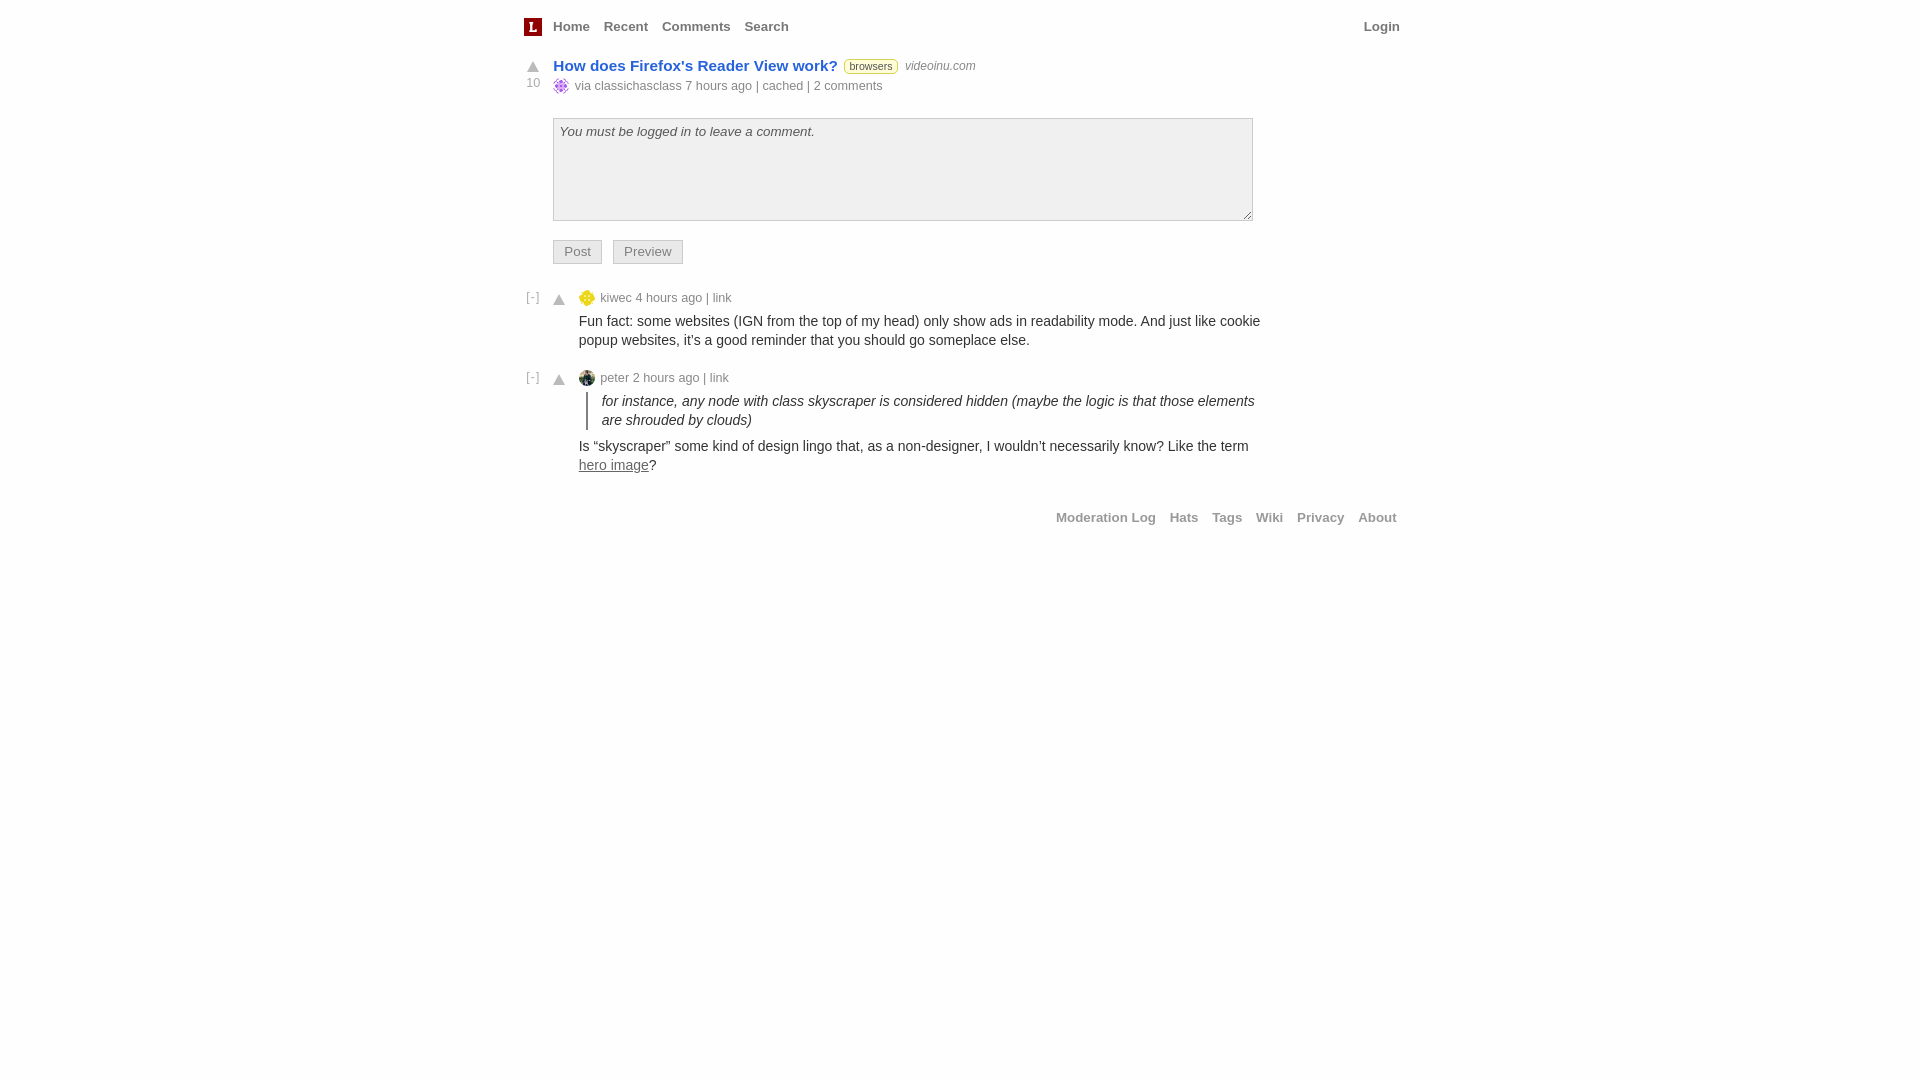 L Home Recent Comments Search Login
How does Firefox's Reader View work? browsers videoinu.com
10 via classichasclass 7 hours ago | cached | 2 comments
You must be logged in to leave a comment.
Post Preview
[-] kiwec 4 hours ago | link
Fun fact: some websites (IGN from the top of my head) only show ads in readability mode. And just like cookie
popup websites, it’s a good reminder that you should go someplace else.
[-] peter 2 hours ago | link
for instance, any node with class skyscraper is considered hidden (maybe the logic is that those elements
are shrouded by clouds)
Is “skyscraper” some kind of design lingo that, as a non-designer, I wouldn’t necessarily know? Like the term
hero image?
Moderation Log Hats Tags Wiki Privacy About